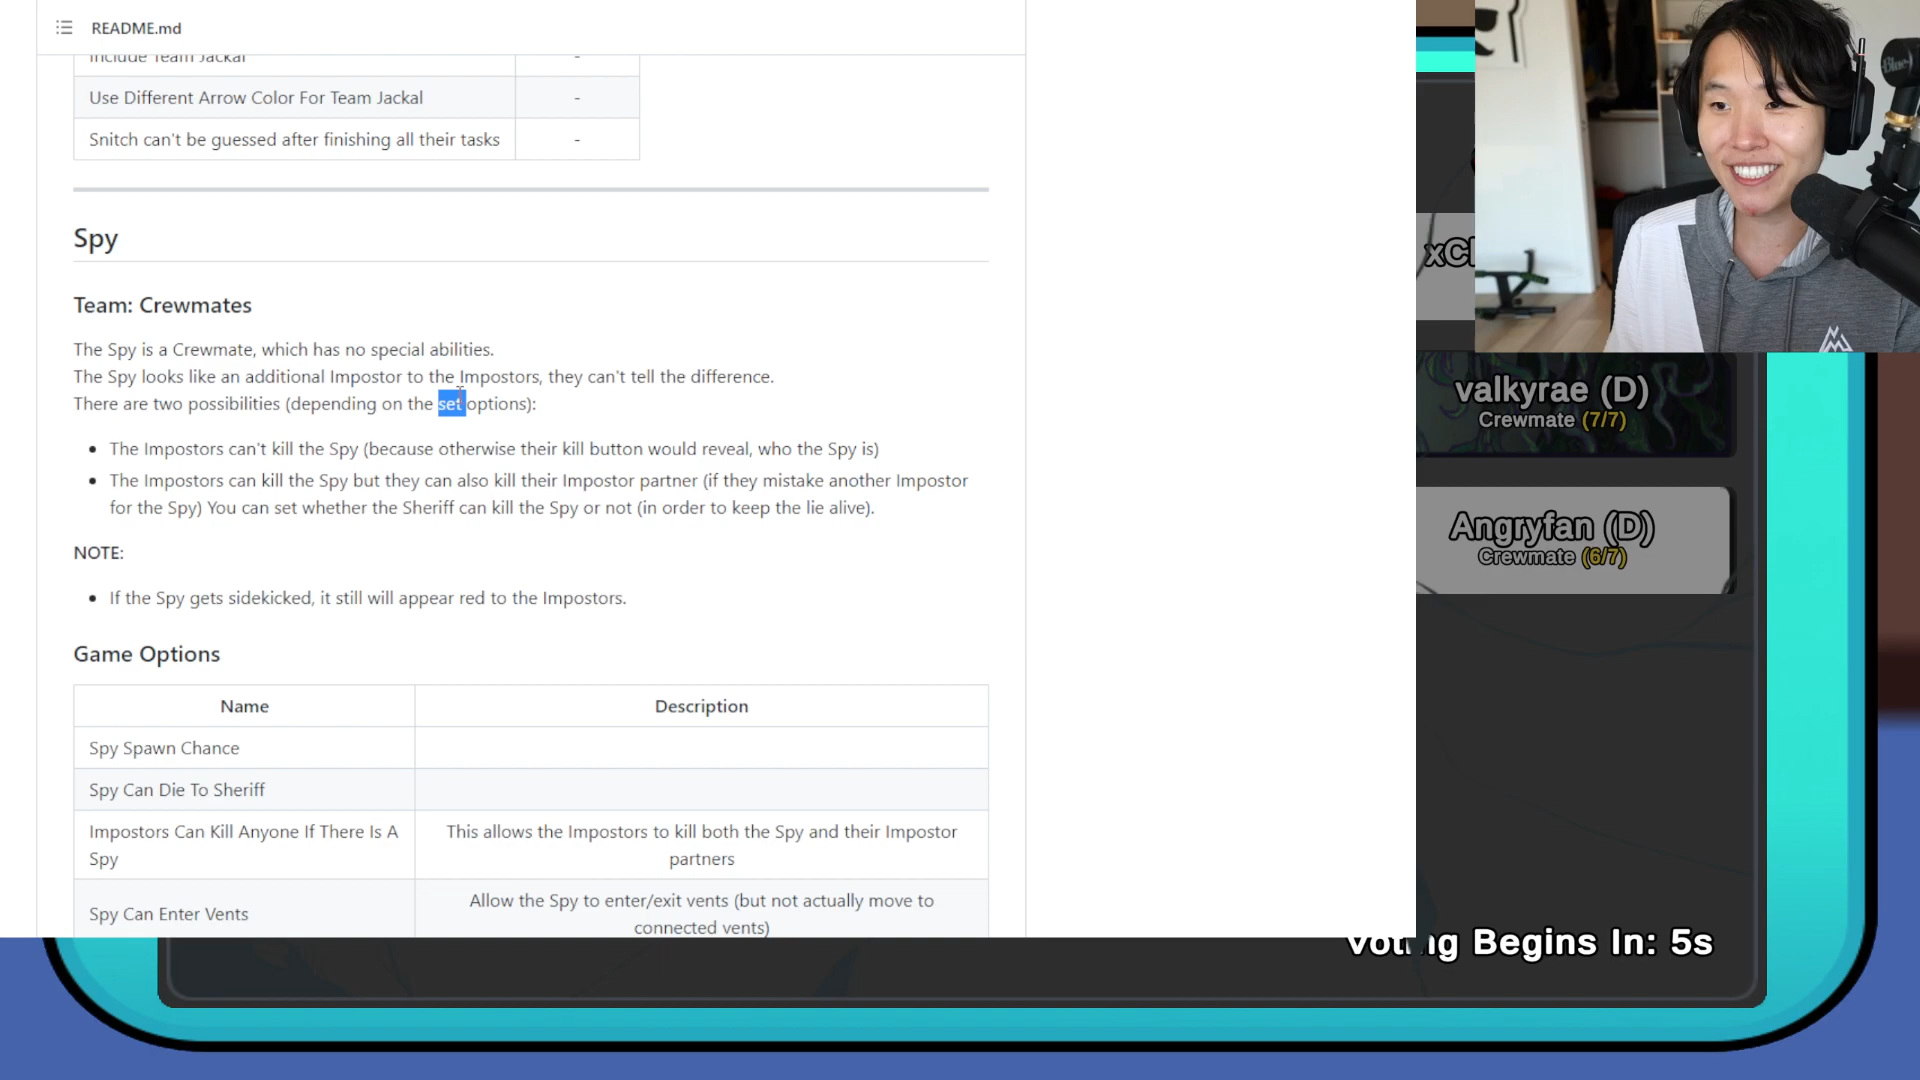 README.md
Include Team Jackal -
Use Different Arrow Color For Team Jackal -
Snitch can't be guessed after finishing all their tasks -
Spy
Team: Crewmates
The Spy is a Crewmate, which has no special abilities.
The Spy looks like an additional Impostor to the Impostors, they can't tell the difference.
There are two possibilities (depending on the set options):
The Impostors can't kill the Spy (because otherwise their kill button would reveal, who the Spy is)
The Impostors can kill the Spy but they can also kill their Impostor partner (if they mistake another Impostor
for the Spy) You can set whether the Sheriff can kill the Spy or not (in order to keep the lie alive).
NOTE:
If the Spy gets sidekicked, it still will appear red to the Impostors.
Game Options
Name Description
Spy Spawn Chance
Spy Can Die To Sheriff
Impostors Can Kill Anyone If There Is A
Spy
This allows the Impostors to kill both the Spy and their Impostor
partners
Spy Can Enter Vents
Allow the Spy to enter/exit vents (but not actually move to
connected vents)
valkyrae (D)
Crewmate (7/7)
Angryfan (D)
Crewmate (6/7)
Voting Begins In: 5s
Blue